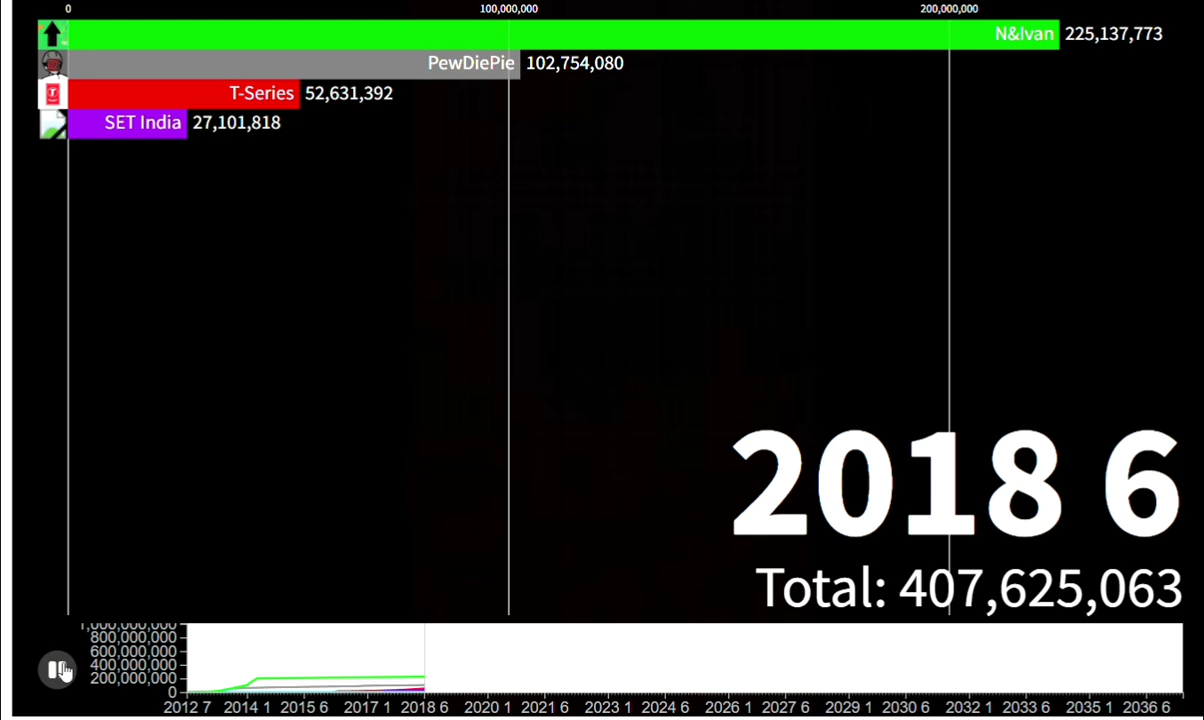 0 100,000,000 200,000,000
N&Ivan 225,137,773
PewDiePie 102,754,080
T-Series 52,631,392
SET India 27,101,818
2018 6
Total: 407,625,063
1,000,000,000
800,000,000
600,000,000
400,000,000
200,000,000
0
2012 7 2014 1 2015 6 2017 1 2018 6 2020 1 2021 6 2023 1 2024 6 2026 1 2027 6 2029 1 2030 6 2032 1 2033 6 2035 1 2036 6